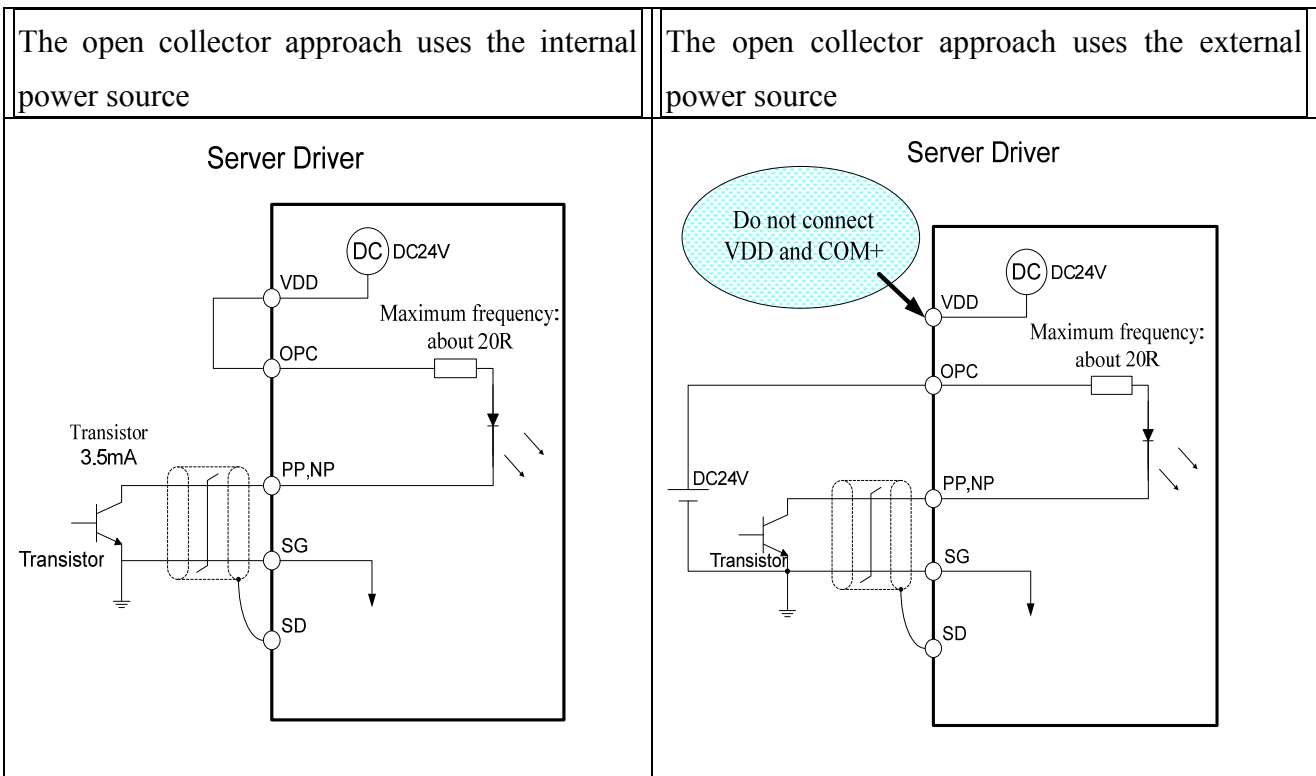 The open collector approach uses the internal
power source
The open collector approach uses the external
power source
Server Driver
DC
DC24V
VDD
Maximum frequency:
about 20R
OPC
Transistor
3.5mA
PP,NP
Transistor
SG
SD
Server Driver
Do not connect
VDD and COM+
DC
DC24V
VDD
Maximum frequency:
about 20R
OPC
DC24V
PP,NP
Transistor
SG
SD